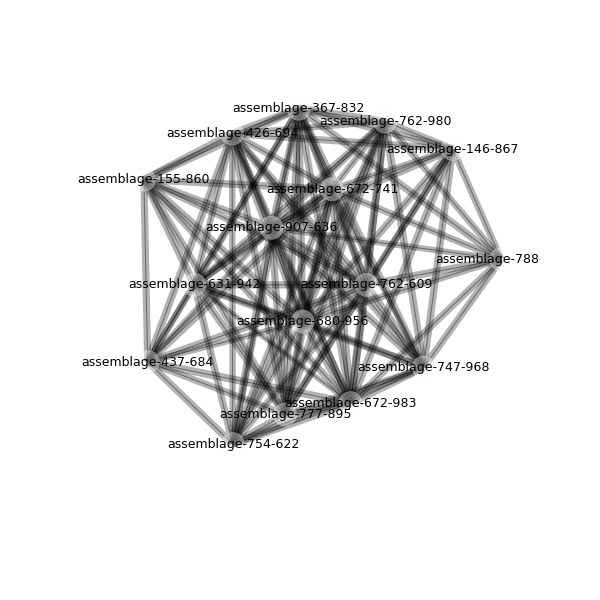 assemblage-367-832
assemblage-762-980
assemblage-426-694
assemblage-146-867
assemblage-155-860
assemblage-672-741
assemblage-907-636
assemblage-788
assemblage-631-942
assemblage-762-609
assemblage-680-956
assemblage-437-684
assemblage-747-968
assemblage-672-983
assemblage-777-895
assemblage-754-622